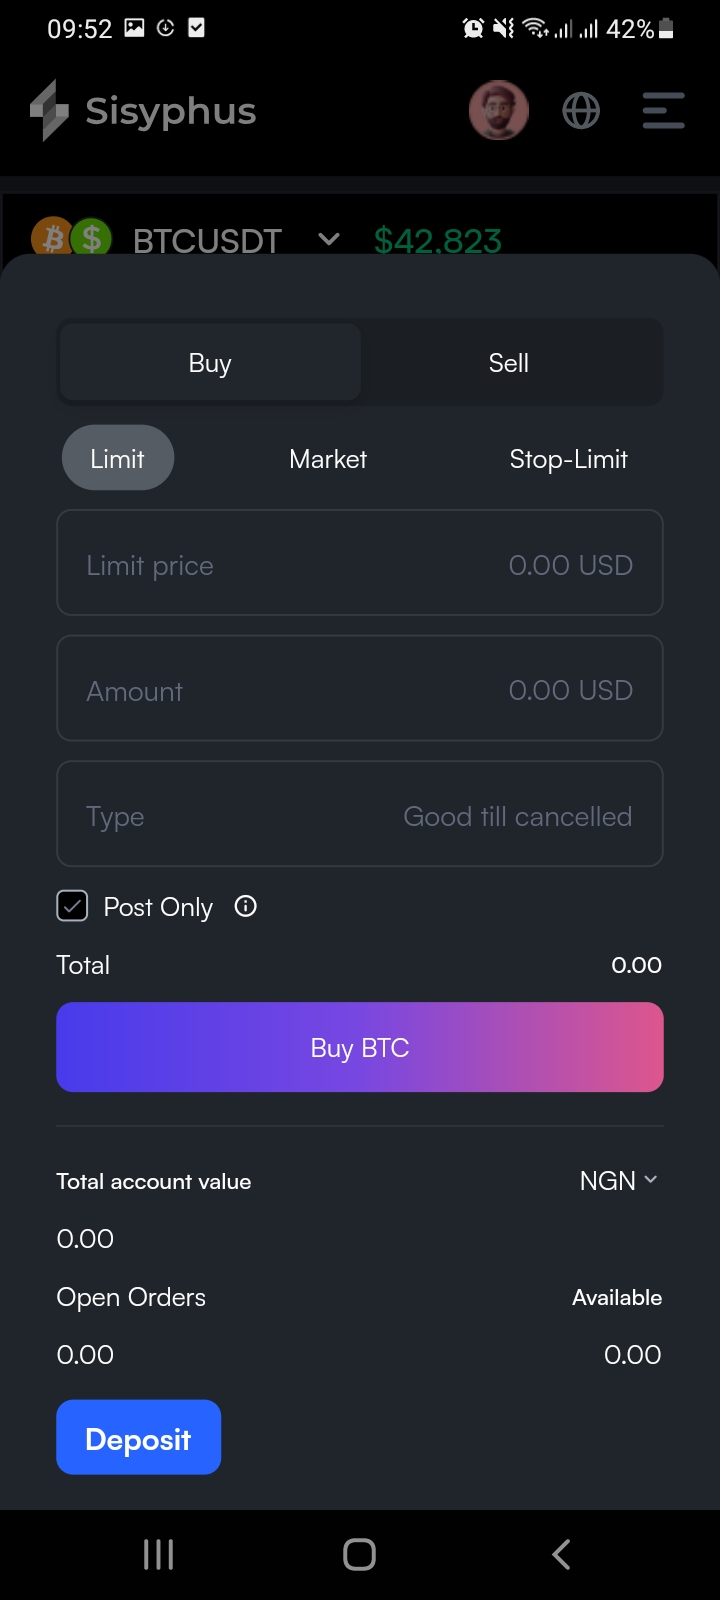 09:52 42%
Sisyphus
BTCUSDT $42,823
Buy Sell
Limit Market Stop-Limit
Limit price 0.00 USD
Amount 0.00 USD
Type Good till cancelled
Post Only
Total 0.00
Buy BTC
Total account value NGN
0.00
Open Orders Available
0.00 0.00
Deposit